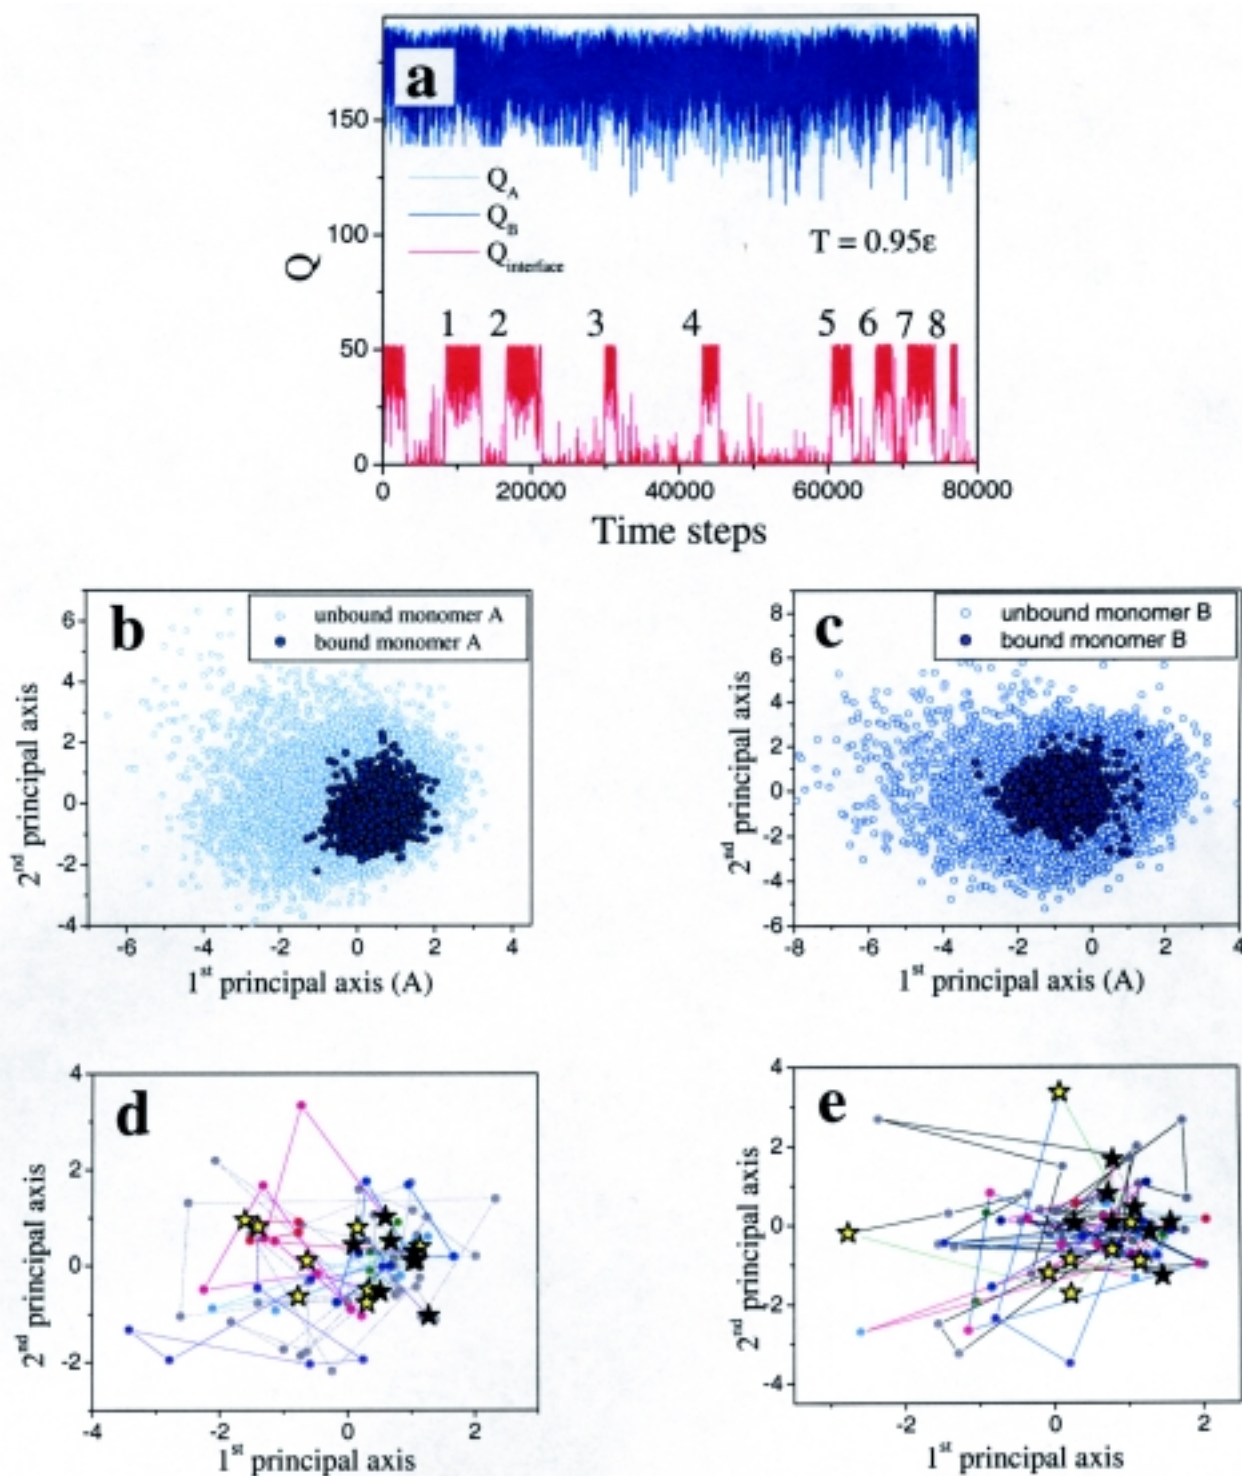 a
150
100
50
0
Q
Q_A
Q_B
Q_interface
T = 0.95ε
1 2 3 4 5 6 7 8
0 20000 40000 60000 80000
Time steps
b
unbound monomer A
bound monomer A
6
4
2
0
-2
-4
2nd principal axis
-6 -4 -2 0 2 4
1st principal axis (A)
c
unbound monomer B
bound monomer B
8
6
4
2
0
-2
-4
-6
2nd principal axis
-8 -6 -4 -2 0 2 4
1st principal axis (A)
d
4
2
0
-2
2nd principal axis
-4 -2 0 2
1st principal axis
e
4
2
0
-2
-4
2nd principal axis
-2 0 2
1st principal axis